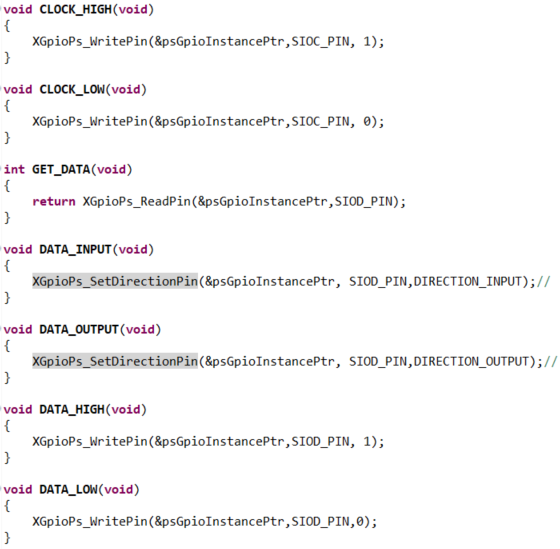 void CLOCK_HIGH(void)
{
XGpioPs_WritePin(&psGpioInstancePtr,SIOC_PIN, 1);
}
void CLOCK_LOW(void)
{
XGpioPs_WritePin(&psGpioInstancePtr,SIOC_PIN, 0);
}
int GET_DATA(void)
{
return XGpioPs_ReadPin(&psGpioInstancePtr,SIOD_PIN);
}
void DATA_INPUT(void)
{
XGpioPs_SetDirectionPin(&psGpioInstancePtr, SIOD_PIN,DIRECTION_INPUT);//
}
void DATA_OUTPUT(void)
{
XGpioPs_SetDirectionPin(&psGpioInstancePtr, SIOD_PIN,DIRECTION_OUTPUT);//
}
void DATA_HIGH(void)
{
XGpioPs_WritePin(&psGpioInstancePtr,SIOD_PIN, 1);
}
void DATA_LOW(void)
{
XGpioPs_WritePin(&psGpioInstancePtr,SIOD_PIN,0);
}